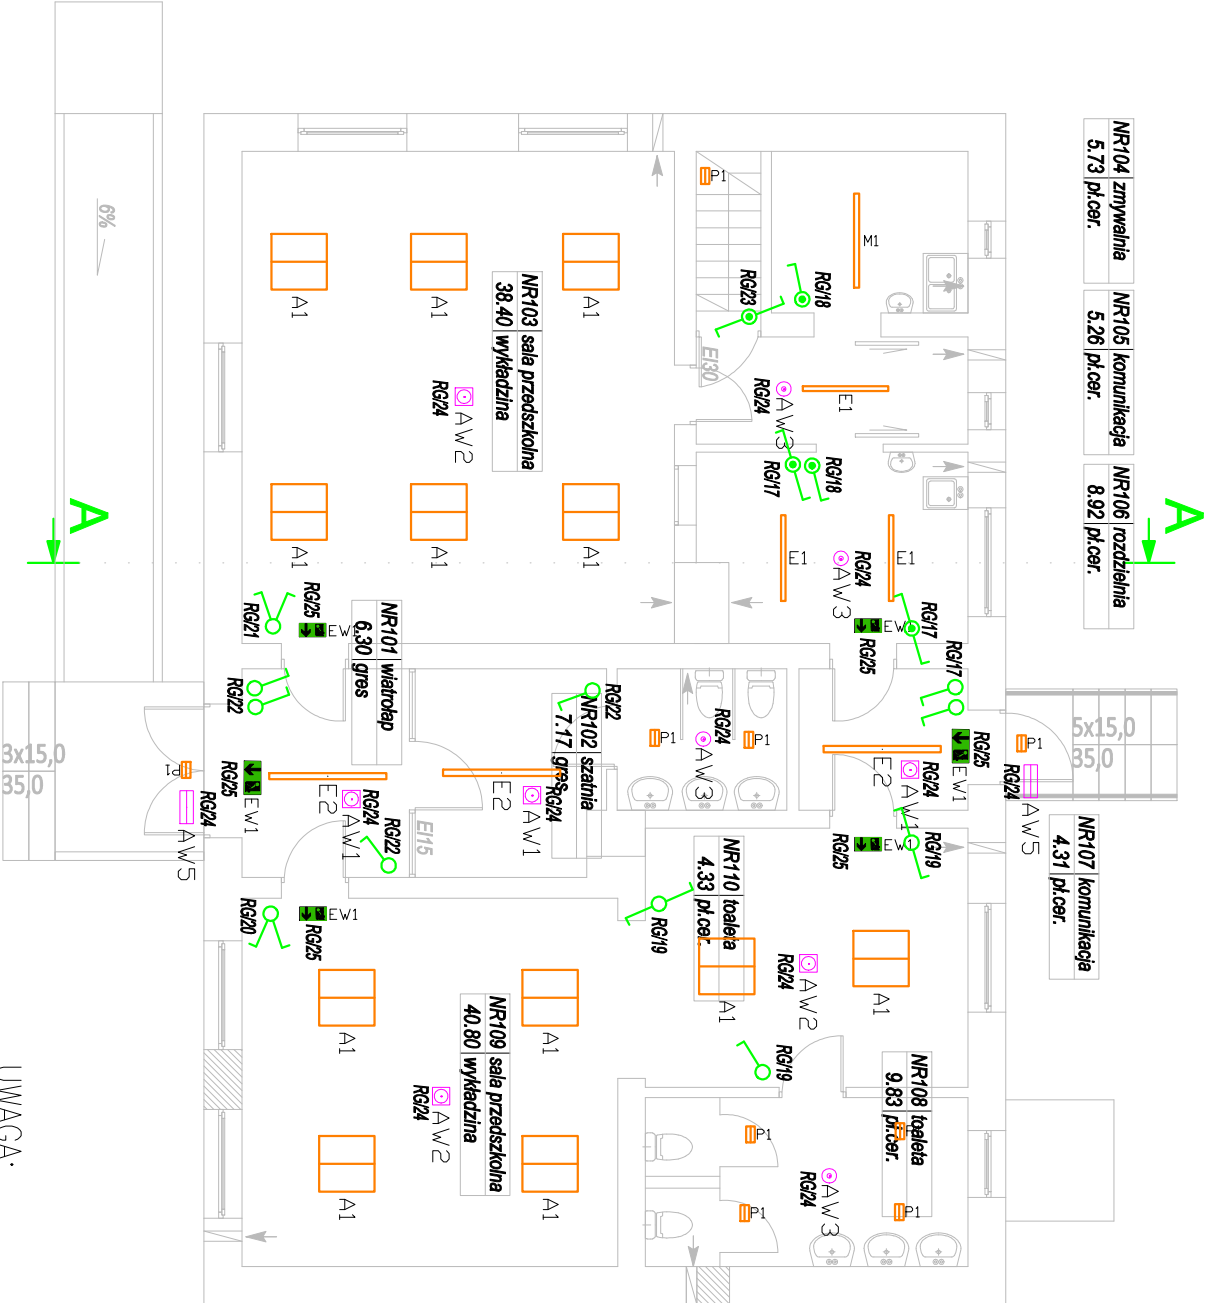 NR104 zmywalnia
5.73 pł.cer.
NR105 komunikacja
5.26 pł.cer.
NR106 rozdzielnia
8.92 pł.cer.
A
A
6%
P1
M1
RG/18
RG/23
EI30
E1
AW3
RG/24
A1
A1
A1
NR103 sala przedszkolna
38.40 wykładzina
AW2
RG/24
RG/18
RG/17
E1
E1
RG/24
AW3
A1
A1
A1
RG/25
EW1
RG/21
EW
RG/25
RG/17
RG/17
NR101 wiatrołap
6.30 gres
RG/22
RG/22
NR102 szatnia
7.17 gres
P1
P1
RG/24
AW3
5x15,0
35,0
P1
RG/25
EW1
RG/24
AW5
E2
RG/24
AW1
3x15,0
35,0
P1
RG/25
EW1
RG/24
AW5
E2
RG/24
AW1
E2
RG/24
AW1
RG/22
EI15
RG/19
EW1
RG/25
NR107 komunikacja
4.31 pł.cer.
NR110 toaleta
4.33 pł.cer.
RG/20
EW1
RG/25
RG/19
A1
A1
AW2
RG/24
A1
A1
NR109 sala przedszkolna
40.80 wykładzina
RG/19
NR108 toaleta
9.83 pł.cer.
AW2
RG/24
P1
P1
P1
P1
AW3
RG/24
A1
A1
UWAGA: